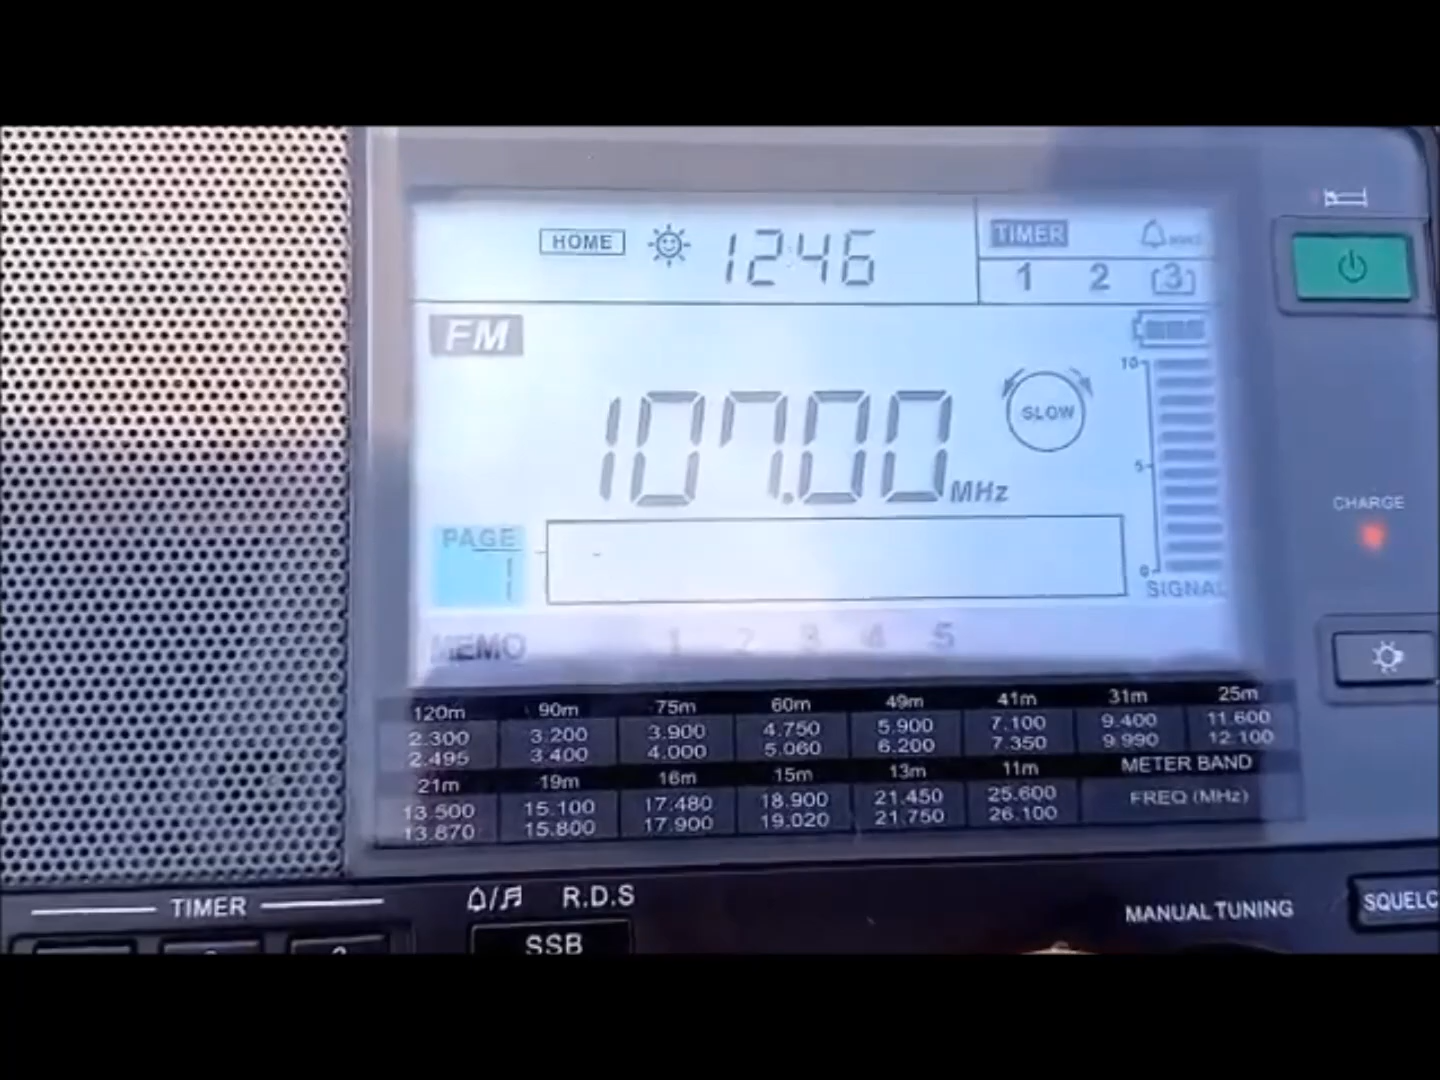 HOME 12:46 TIMER
1 2 3
FM
10
SLOW
107.00 MHz
5
PAGE
1
0
SIGNAL
MEMO 1 2 3 4 5
CHARGE
120m 90m 75m 60m 49m 41m 31m 25m
2.300 3.200 3.900 4.750 5.900 7.100 9.400 11.600
2.495 3.400 4.000 5.060 6.200 7.350 9.990 12.100
21m 19m 16m 15m 13m 11m METER BAND
13.500 15.100 17.480 18.900 21.450 25.600 FREQ (MHz)
13.870 15.800 17.900 19.020 21.750 26.100
TIMER R.D.S MANUAL TUNING SQUELC
SSB